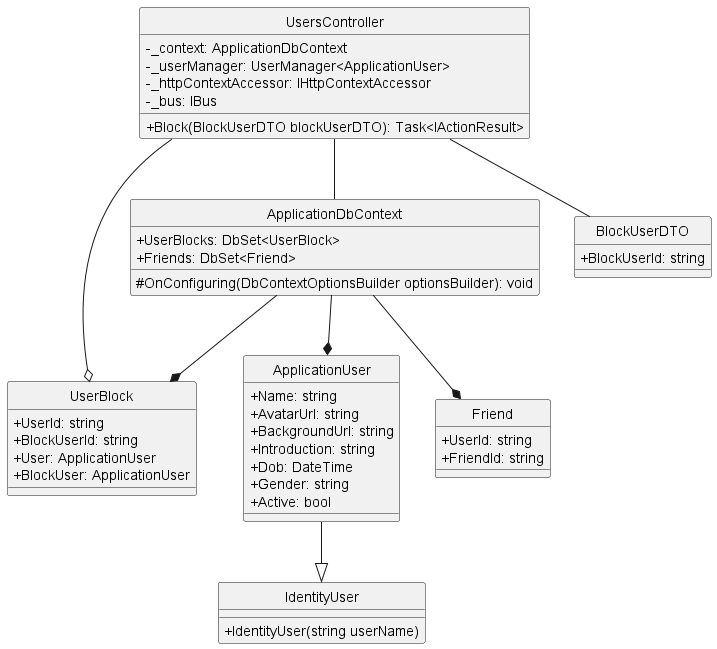 UsersController
-_context: ApplicationDbContext
-_userManager: UserManager<ApplicationUser>
-_httpContextAccessor: IHttpContextAccessor
-_bus: IBus
+Block(BlockUserDTO blockUserDTO): Task<IActionResult>
ApplicationDbContext
+UserBlocks: DbSet<UserBlock>
+Friends: DbSet<Friend>
#OnConfiguring(DbContextOptionsBuilder optionsBuilder): void
BlockUserDTO
+BlockUserId: string
UserBlock
+UserId: string
+BlockUserId: string
+User: ApplicationUser
+BlockUser: ApplicationUser
ApplicationUser
+Name: string
+AvatarUrl: string
+BackgroundUrl: string
+Introduction: string
+Dob: DateTime
+Gender: string
+Active: bool
Friend
+UserId: string
+FriendId: string
IdentityUser
+IdentityUser(string userName)